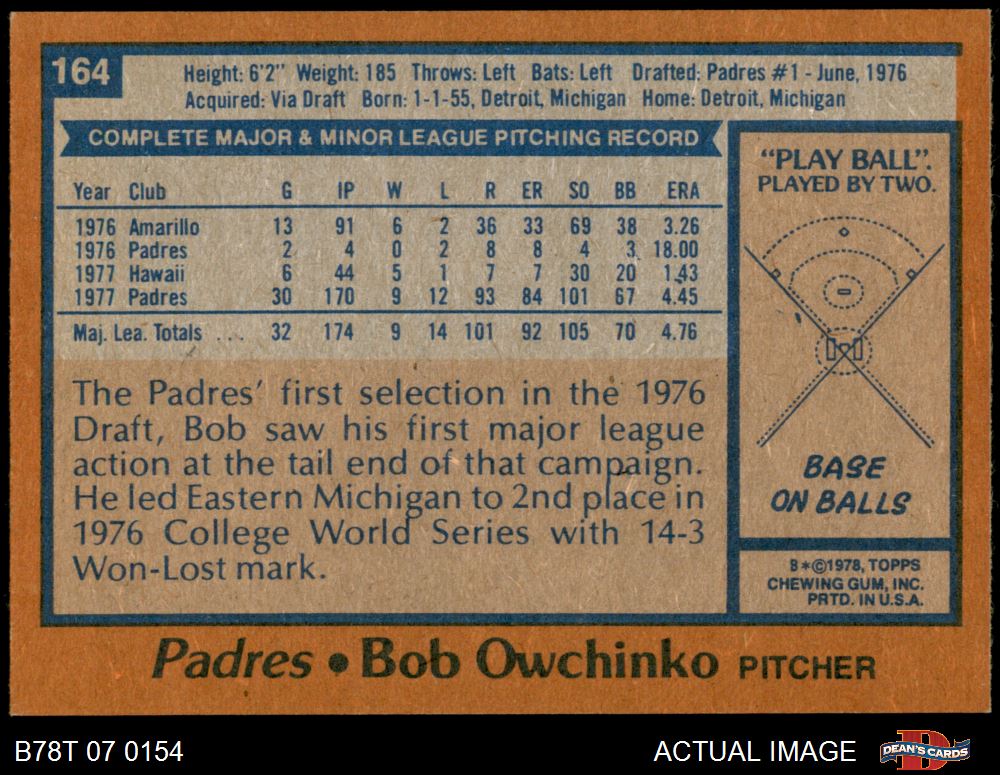 164
Height: 6'2" Weight: 185 Throws: Left Bats: Left Drafted: Padres #1 - June, 1976
Acquired: Via Draft Born: 1-1-55, Detroit, Michigan Home: Detroit, Michigan
COMPLETE MAJOR & MINOR LEAGUE PITCHING RECORD
Year Club G IP W L R ER SO BB ERA
1976 Amarillo 13 91 6 2 36 33 69 38 3.26
1976 Padres 2 4 0 2 8 8 4 3 18.00
1977 Hawaii 6 44 5 1 7 7 30 20 1.43
1977 Padres 30 170 9 12 93 84 101 67 4.45
Maj. Lea. Totals .... 32 174 9 14 101 92 105 70 4.76
The Padres' first selection in the 1976
Draft, Bob saw his first major league
action at the tail end of that campaign.
He led Eastern Michigan to 2nd place in
1976 College World Series with 14-3
Won-Lost mark.
"PLAY BALL".
PLAYED BY TWO.
BASE
ON BALLS
B*©1978, TOPPS
CHEWING GUM, INC.
PRTD. IN U.S.A.
Padres • Bob Owchinko PITCHER
B78T 07 0154
ACTUAL IMAGE
D
DEAN'S CARDS